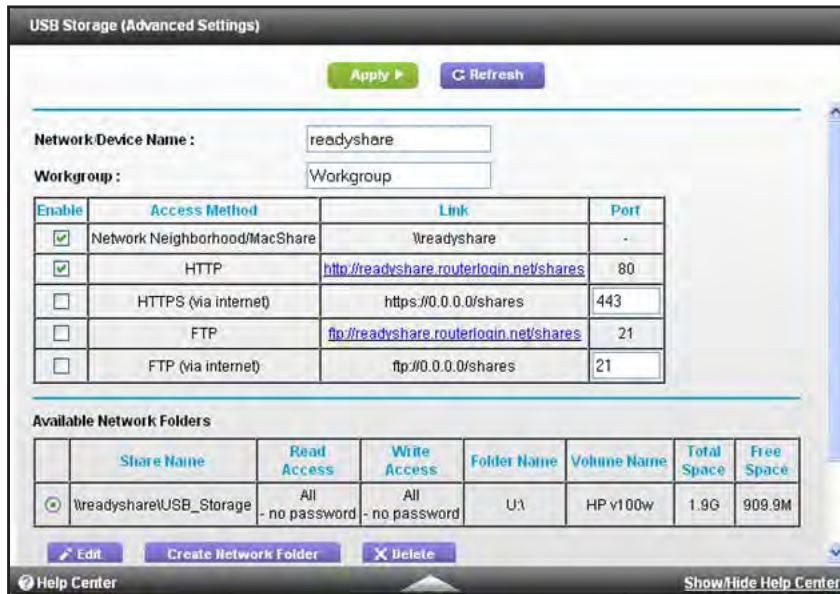 USB Storage (Advanced Settings)
Apply
Refresh
Network/Device Name :
readyshare
Workgroup :
Workgroup
Enable Access Method Link Port
Network Neighborhood/MacShare \\readyshare -
HTTP http://readyshare.routerlogin.net/shares 80
HTTPS (via internet) https://0.0.0.0/shares 443
FTP ftp://readyshare.routerlogin.net/shares 21
FTP (via internet) ftp://0.0.0.0/shares 21
Available Network Folders
Share Name Read Access Write Access Folder Name Volume Name Total Space Free Space
\\readyshare\USB_Storage All - no password All - no password U:\ HP v100w 1.9G 909.9M
Edit Create Network Folder Delete
Help Center Show/Hide Help Center